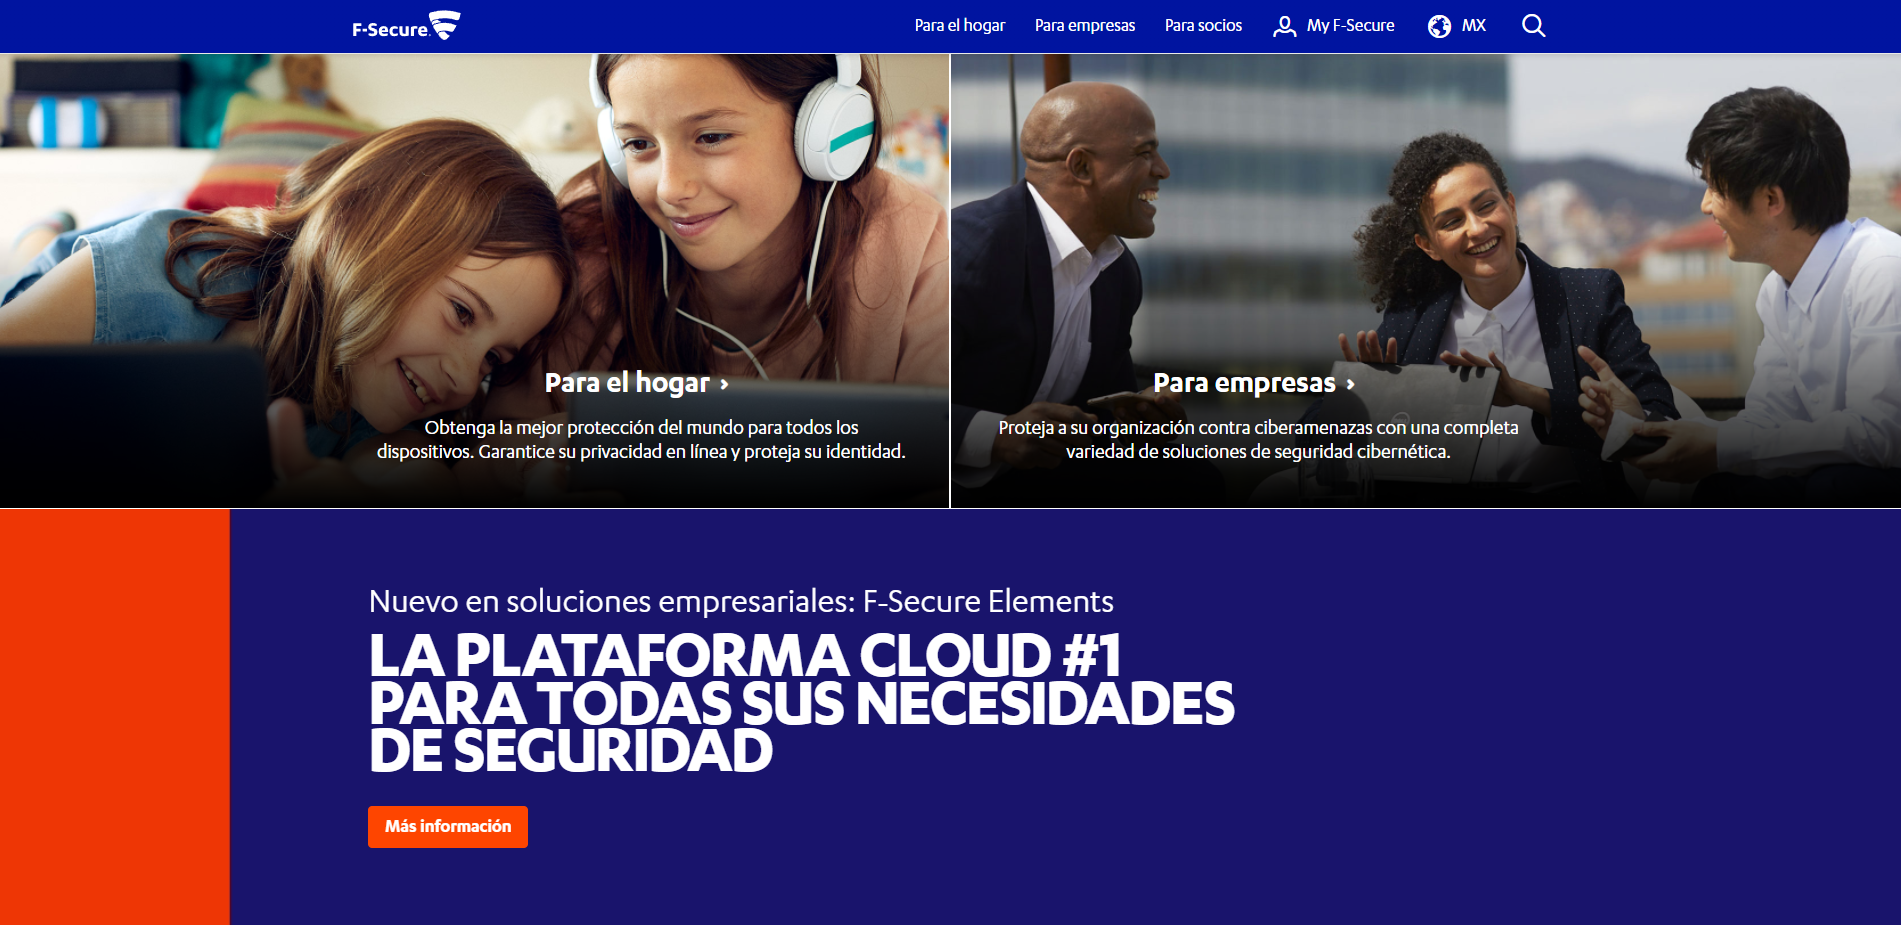 F-Secure.
Para el hogar
Para empresas
Para socios
My F-Secure
MX
Para el hogar ›
Obtenga la mejor protección del mundo para todos los
dispositivos. Garantice su privacidad en línea y proteja su identidad.
Para empresas ›
Proteja a su organización contra ciberamenazas con una completa
variedad de soluciones de seguridad cibernética.
Nuevo en soluciones empresariales: F-Secure Elements
LA PLATAFORMA CLOUD #1
PARA TODAS SUS NECESIDADES
DE SEGURIDAD
Más información